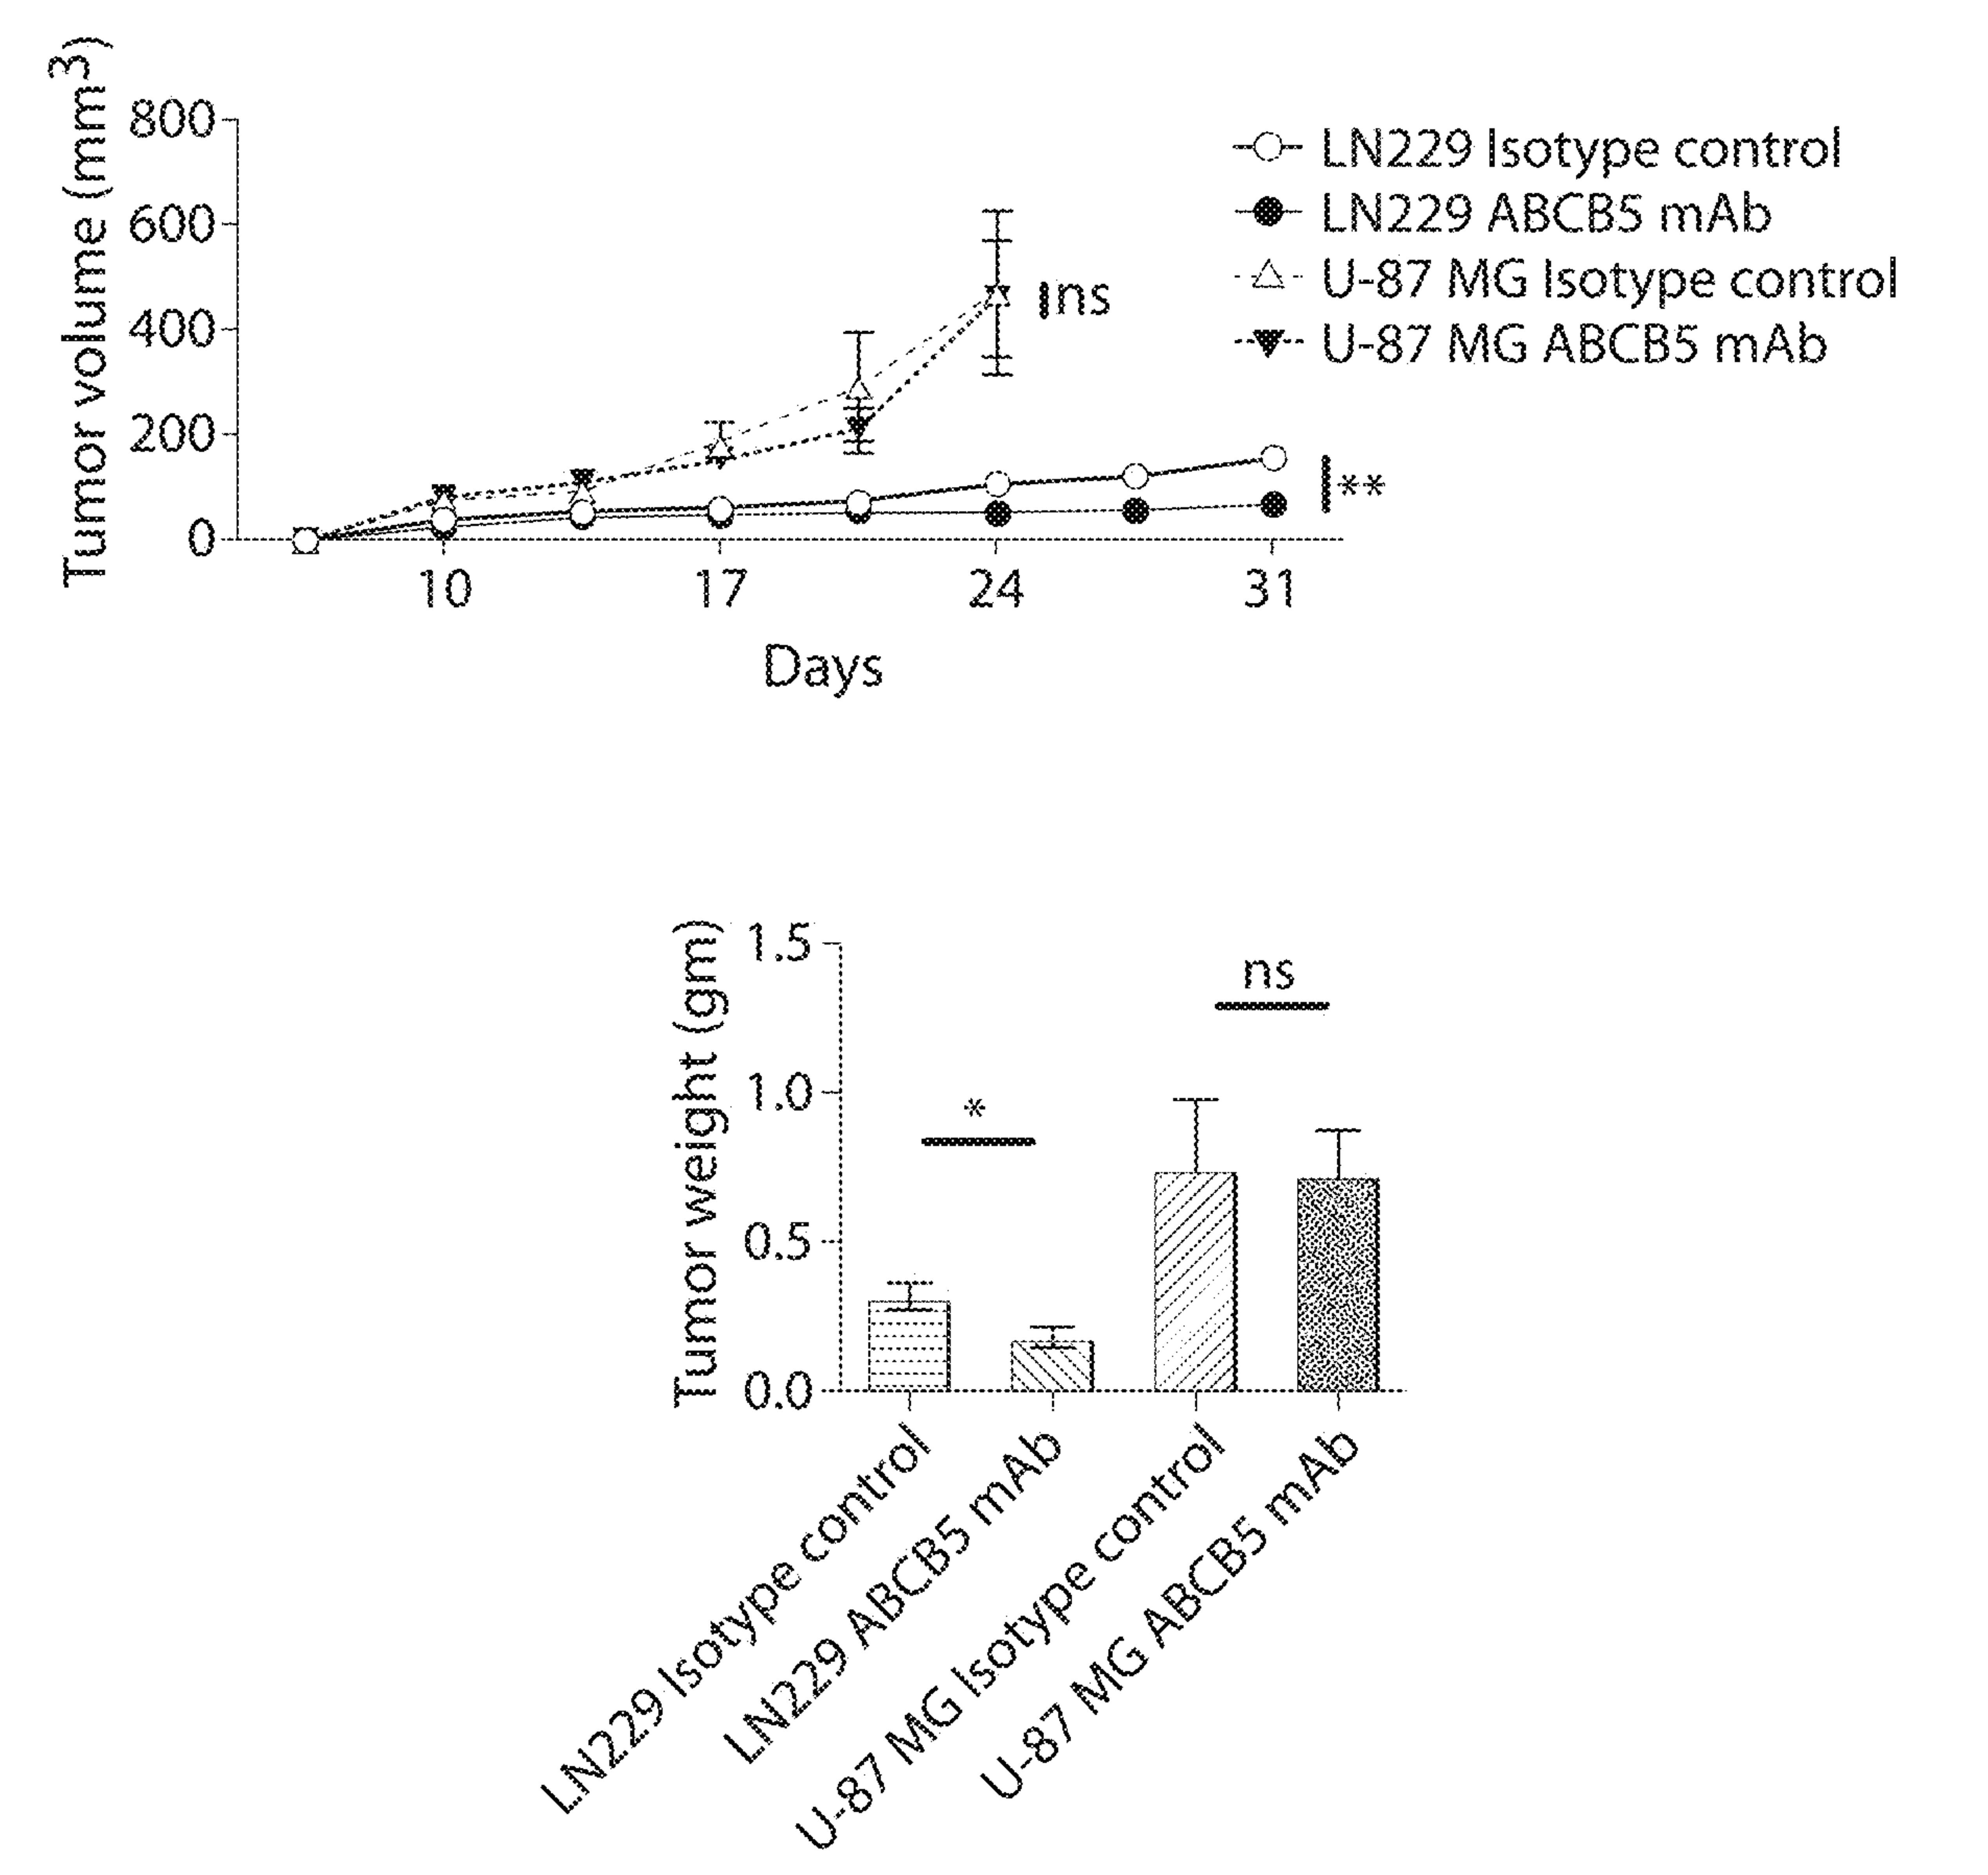 Tumor volume (mm3)
800
600
400
200
0
10
17
24
31
Days
LN229 Isotype control
LN229 ABCB5 mAb
U-87 MG Isotype control
U-87 MG ABCB5 mAb
ns
**
Tumor weight (gm)
1.5
1.0
0.5
0.0
*
ns
LN229 Isotype control
LN229 ABCB5 mAb
U-87 MG Isotype control
U-87 MG ABCB5 mAb